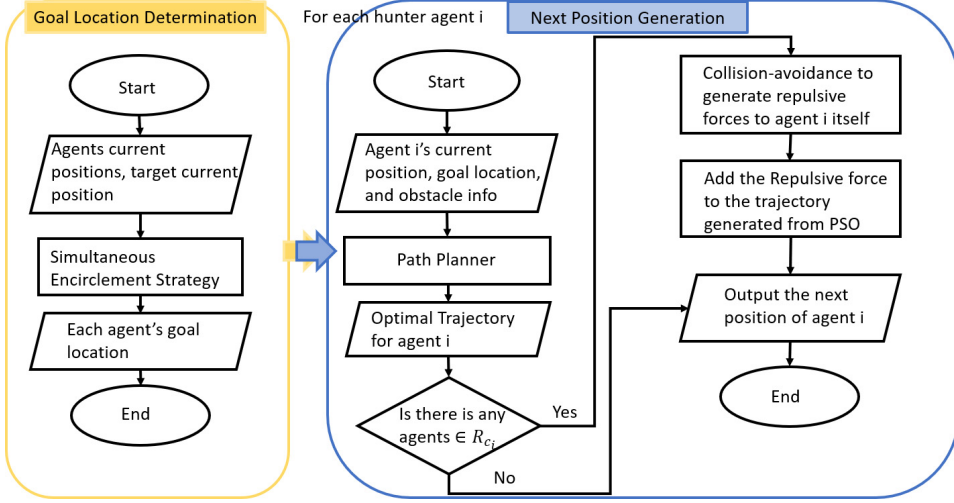 Goal Location Determination
Start
Agents current
positions, target current
position
Simultaneous
Encirclement Strategy
Each agent's goal
location
End
For each hunter agent i
Next Position Generation
Start
Agent i's current
position, goal location,
and obstacle info
Path Planner
Optimal Trajectory
for agent i
Is there is any
agents ∈ R_{c_i}
Yes
No
Collision-avoidance to
generate repulsive
forces to agent i itself
Add the Repulsive force
to the trajectory
generated from PSO
Output the next
position of agent i
End